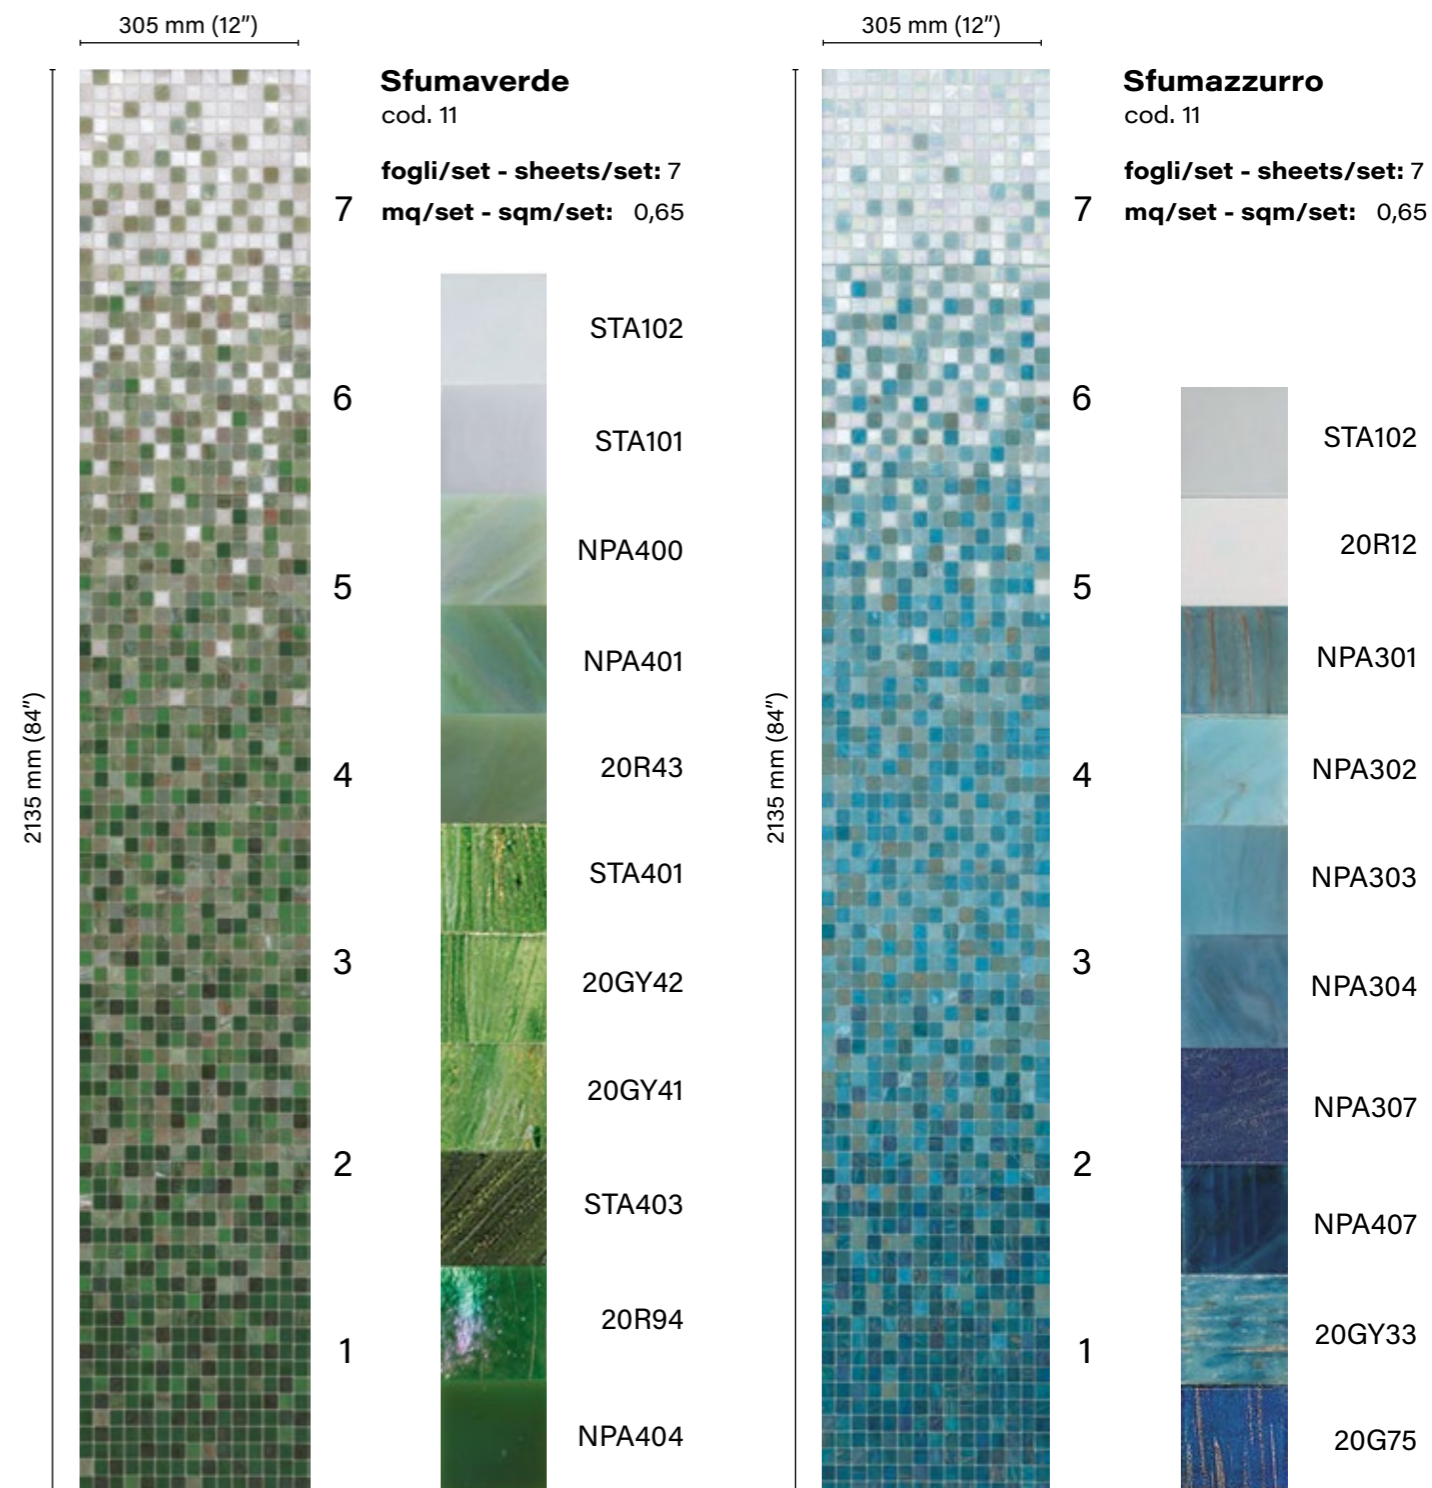 305 mm (12”)
Sfumaverde
cod. 11
fogli/set - sheets/set: 7
mq/set - sqm/set: 0,65
2135 mm (84”)
7
6
5
4
3
2
1
STA102
STA101
NPA400
NPA401
20R43
STA401
20GY42
20GY41
STA403
20R94
NPA404
305 mm (12”)
Sfumazzurro
cod. 11
fogli/set - sheets/set: 7
mq/set - sqm/set: 0,65
2135 mm (84”)
7
6
5
4
3
2
1
STA102
20R12
NPA301
NPA302
NPA303
NPA304
NPA307
NPA407
20GY33
20G75